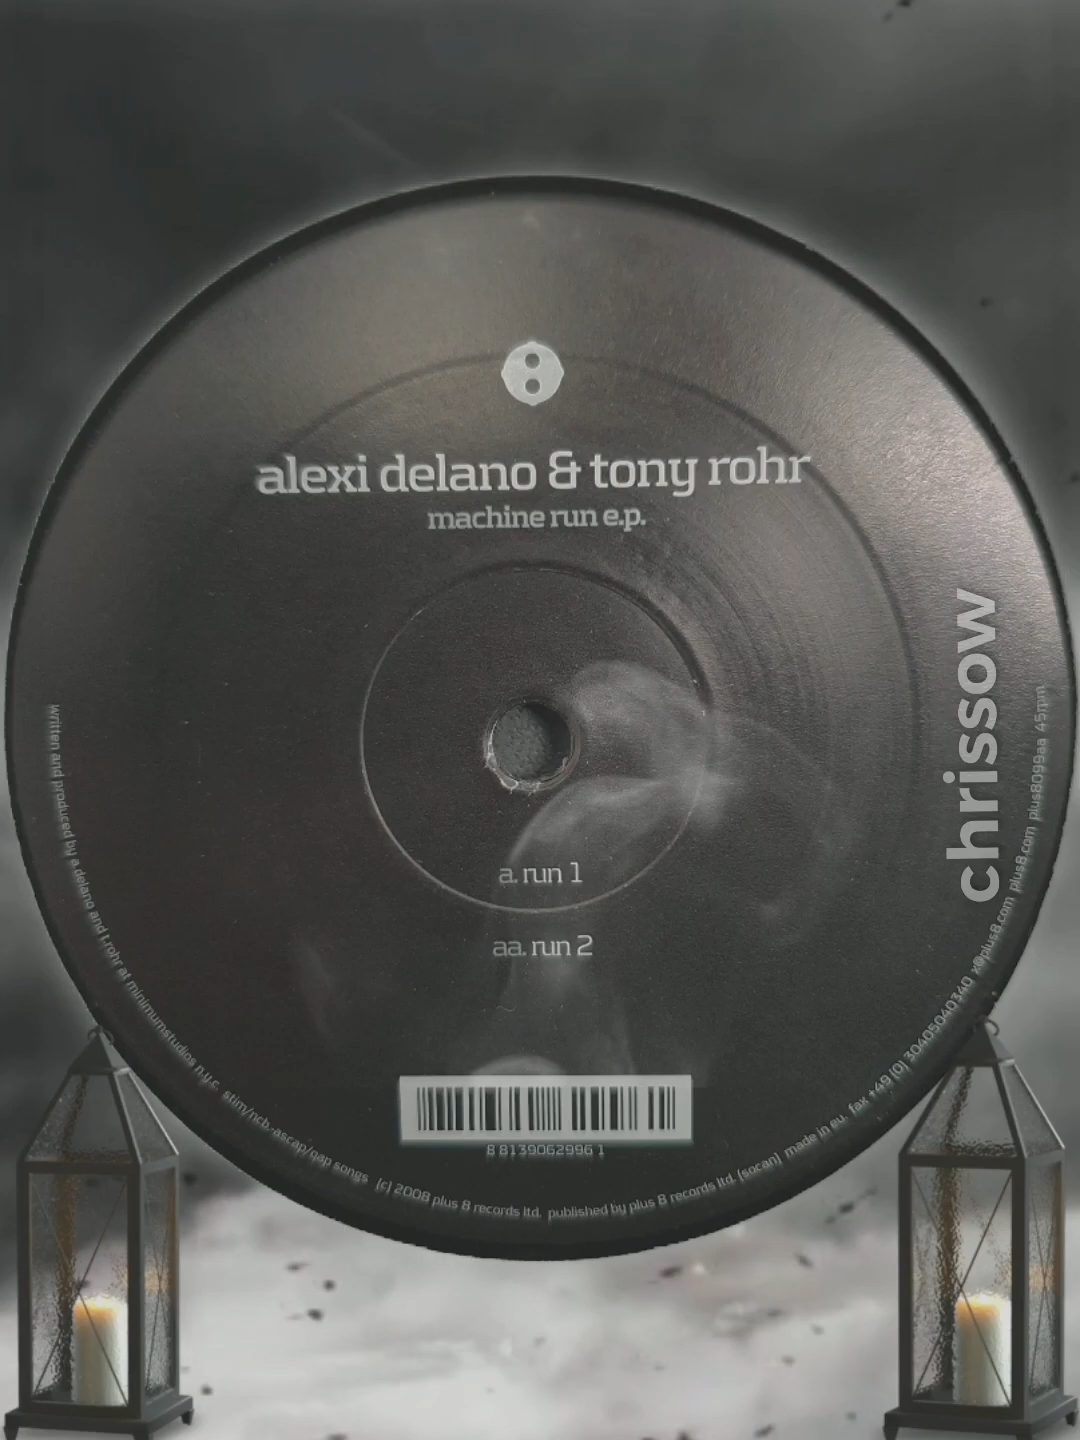 alexi delano & tony rohr
machine run e.p.
chrissow
a. run 1
aa. run 2
8 8139062996 1
written and produced by a delano and t.rohr at minimumstudios n.y.c. stim/ncb.-ascap/qap songs (c) 2008 plus 8 records ltd. published by plus 8 records ltd. (socan) made in eu. fax +49 (0) 30405040340 x@plus8.com plus8.com plus8099aa 45rpm